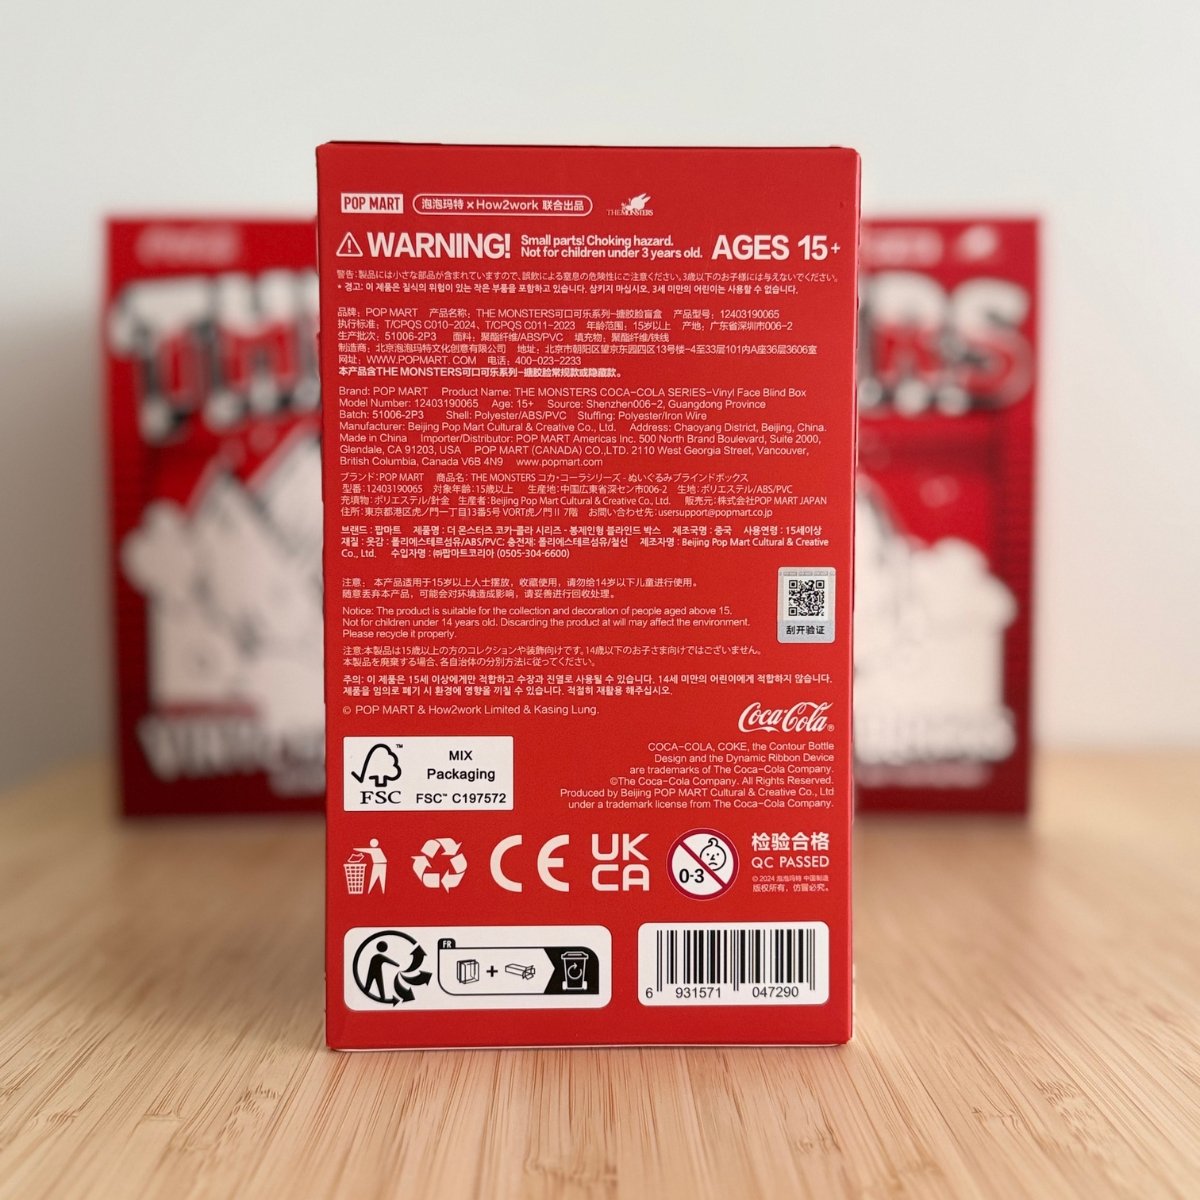 POP MART 泡泡玛特 × How2work 联合出品 THE MONSTERS
WARNING! Small parts! Choking hazard. Not for children under 3 years old. AGES 15+
警告:製品には小さな部品が含まれていますので、誤飲による窒息の危険性にご注意ください。3歳以下のお子様には与えないでください。
* 경고: 이 제품은 질식의 위험이 있는 작은 부품을 포함하고 있습니다. 삼키지 마십시오. 3세 미만의 어린이는 사용할 수 없습니다.
品牌：POP MART 产品名称：THE MONSTERS可口可乐系列-搪胶脸盲盒 产品型号：12403190065
执行标准：T/CPQS C010-2024、T/CPQS C011-2023 年龄范围：15岁以上 产地：广东省深圳市006-2
生产批次：51006-2P3 面料：聚酯纤维/ABS/PVC 填充物：聚酯纤维/铁线
制造商：北京泡泡玛特文化创意有限公司 地址：北京市朝阳区望京东园四区13号楼-4至33层101内A座36层3606室
网址：WWW.POPMART.COM 电话：400-023-2233
本产品含THE MONSTERS可口可乐系列-搪胶脸常规款或隐藏款。
Brand: POP MART Product Name: THE MONSTERS COCA-COLA SERIES-Vinyl Face Blind Box
Model Number: 12403190065 Age: 15+ Source: Shenzhen006-2, Guangdong Province
Batch: 51006-2P3 Shell: Polyester/ABS/PVC Stuffing: Polyester/Iron Wire
Manufacturer: Beijing Pop Mart Cultural & Creative Co., Ltd. Address: Chaoyang District, Beijing, China.
Made in China Importer/Distributor: POP MART Americas Inc. 500 North Brand Boulevard, Suite 2000,
Glendale, CA 91203, USA POP MART (CANADA) CO.,LTD. 2110 West Georgia Street, Vancouver,
British Columbia, Canada V6B 4N9 www.popmart.com
ブランド：POP MART 商品名：THE MONSTERS コカ・コーラシリーズ - ぬいぐるみブラインドボックス
型番：12403190065 対象年齢：15歳以上 生産地：中国広東省深セン市006-2 生地：ポリエステル/ABS/PVC
充填物：ポリエステル/針金 生産者：Beijing Pop Mart Cultural & Creative Co., Ltd. 販売元：株式会社POP MART JAPAN
住所：東京都港区虎ノ門一丁目13番5号 VORT虎ノ門Ⅱ 7階 お問い合わせ先：usersupport@popmart.co.jp
브랜드 : 팝마트 제품명 : 더 몬스터즈 코카-콜라 시리즈 - 봉제인형 블라인드 박스 제조국명 : 중국 사용연령 : 15세이상
재질 : 옷감 : 폴리에스테르섬유/ABS/PVC; 충전재: 폴리에스테르섬유/철선 제조자명 : Beijing Pop Mart Cultural & Creative
Co., Ltd. 수입자명 : ㈜팝마트코리아 (0505-304-6600)
注意： 本产品适用于15岁以上人士摆放，收藏使用，请勿给14岁以下儿童进行使用。
随意丢弃本产品，可能会对环境造成影响，请妥善进行回收处理。
Notice: The product is suitable for the collection and decoration of people aged above 15.
Not for children under 14 years old. Discarding the product at will may affect the environment.
Please recycle it properly.
刮开验证
注意:本製品は15歳以上の方のコレクションや装飾向けです。14歳以下のお子さま向けではございません。
本製品を廃棄する場合、各自治体の分別方法に従ってください。
주의: 이 제품은 15세 이상에게만 적합하고 수장과 진열로 사용될 수 있습니다. 14세 미만의 어린이에게 적합하지 않습니다.
제품을 임의로 폐기 시 환경에 영향을 끼칠 수 있습니다. 적절히 재활용 해주십시오.
© POP MART & How2work Limited & Kasing Lung.
Coca-Cola®
COCA-COLA, COKE, the Contour Bottle
Design and the Dynamic Ribbon Device
are trademarks of The Coca-Cola Company.
©The Coca-Cola Company. All Rights Reserved.
Produced by Beijing POP MART Cultural & Creative Co., Ltd
under a trademark license from The Coca-Cola Company.
FSC™
MIX
Packaging
FSC™ C197572
CE
UK
CA
0-3
检验合格
QC PASSED
© 2024 泡泡玛特 中国制造
版权所有，仿冒必究。
FR
6 931571 047290